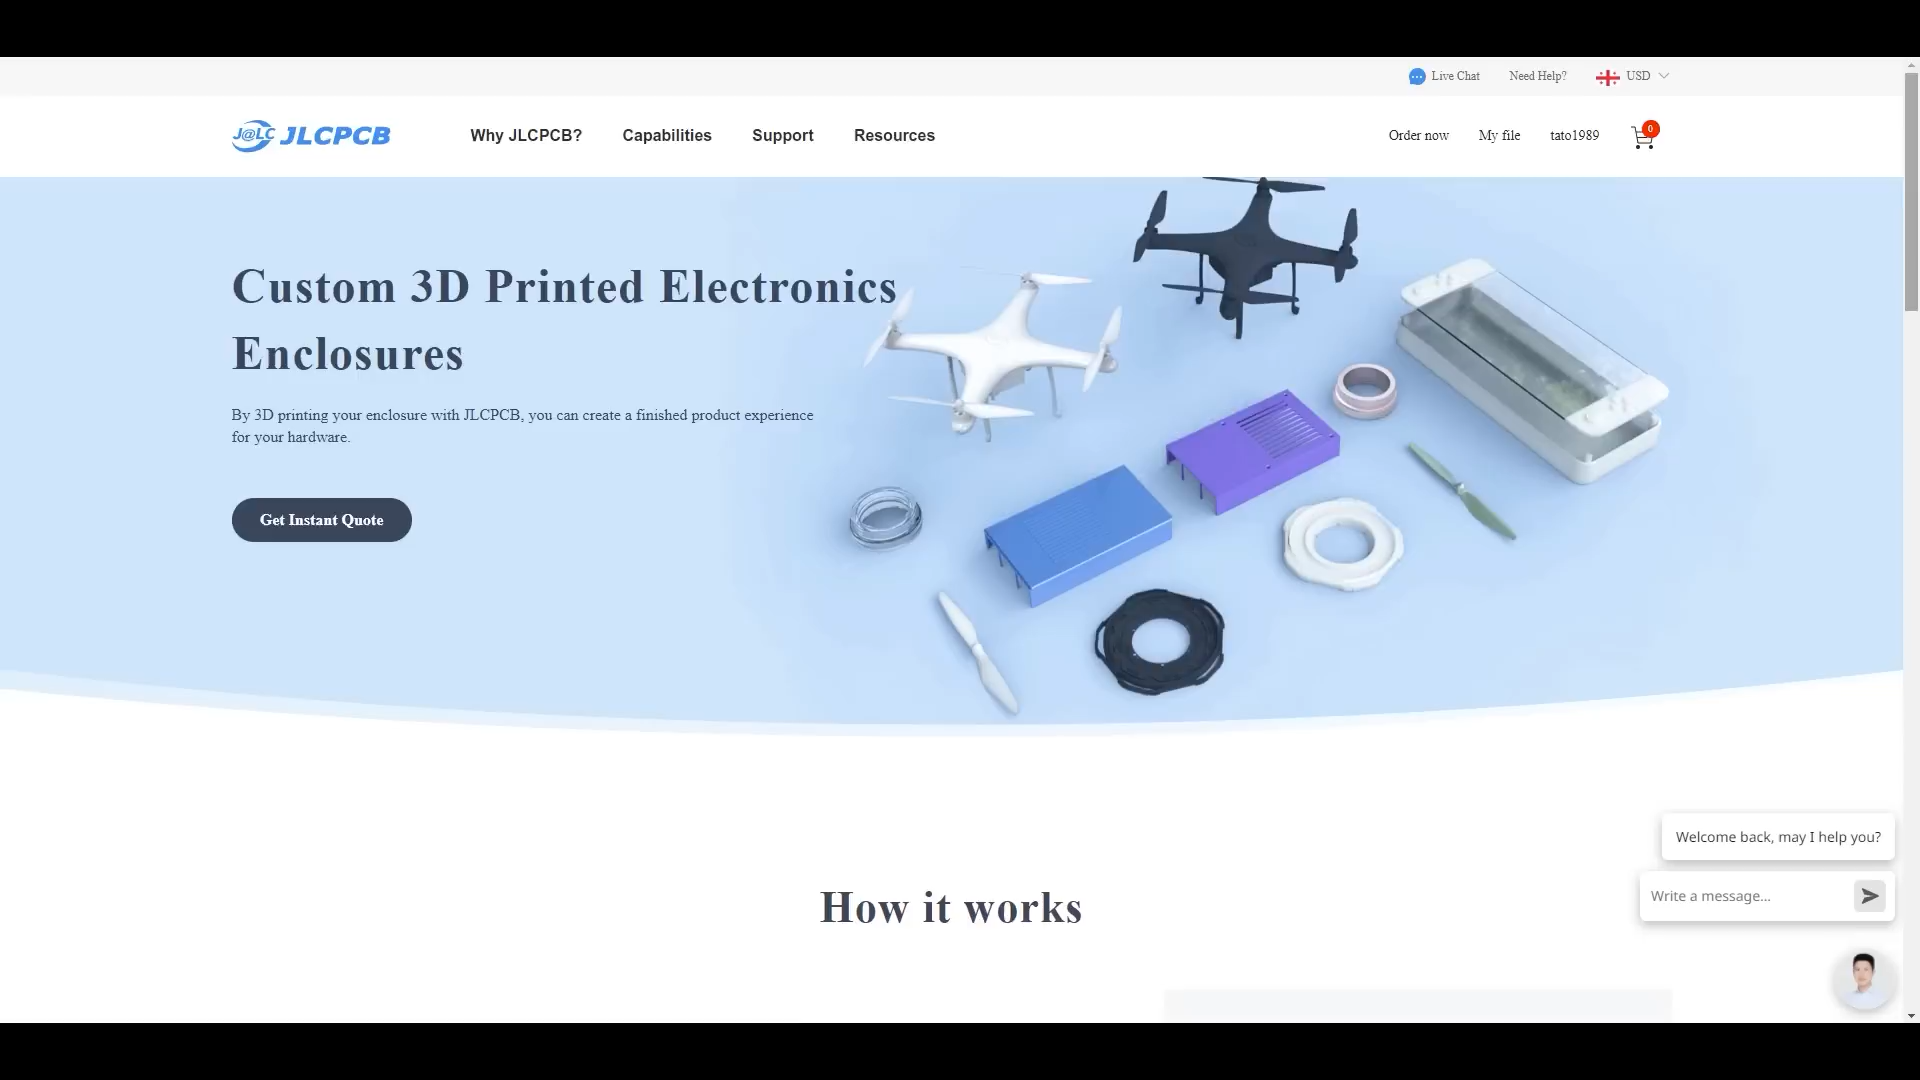 Live Chat Need Help? USD
J@LC JLCPCB Why JLCPCB? Capabilities Support Resources Order now My file tato1989 0
Custom 3D Printed Electronics
Enclosures
By 3D printing your enclosure with JLCPCB, you can create a finished product experience
for your hardware.
Get Instant Quote
Welcome back, may I help you?
Write a message...
How it works